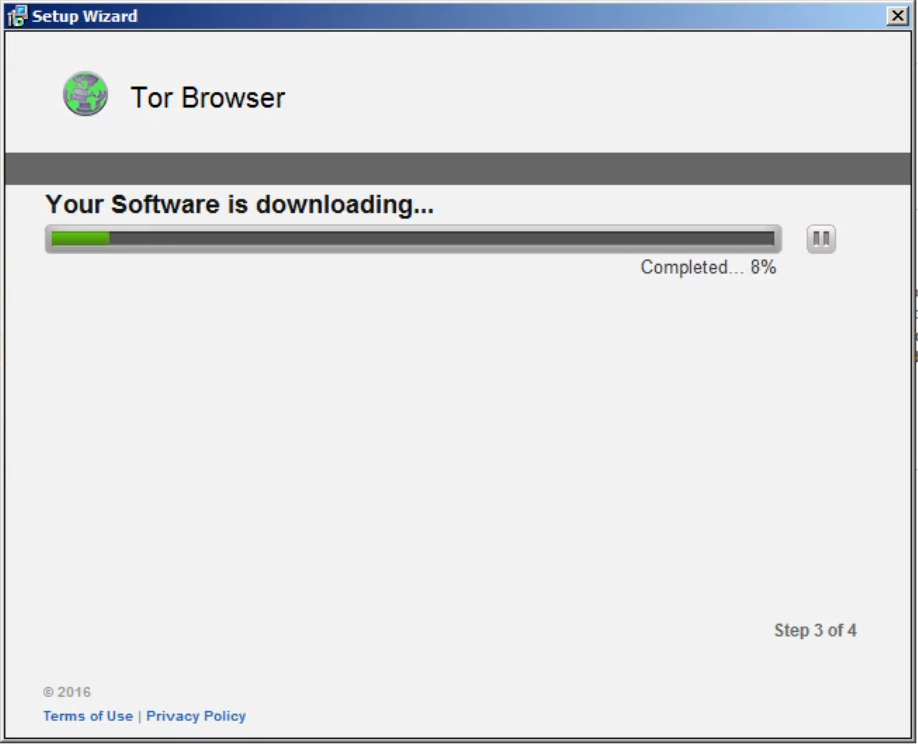 Setup Wizard
Tor Browser
Your Software is downloading...
Completed... 8%
Step 3 of 4
© 2016
Terms of Use | Privacy Policy